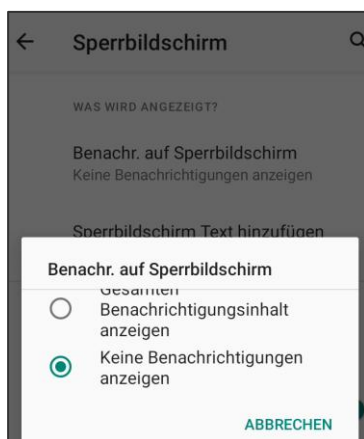 Sperrbildschirm
WAS WIRD ANGEZEIGT?
Benachr. auf Sperrbildschirm
Keine Benachrichtigungen anzeigen
Sperrbildschirm Text hinzufügen
Benachr. auf Sperrbildschirm
Gesamten
Benachrichtigungsinhalt
anzeigen
Keine Benachrichtigungen
anzeigen
ABBRECHEN